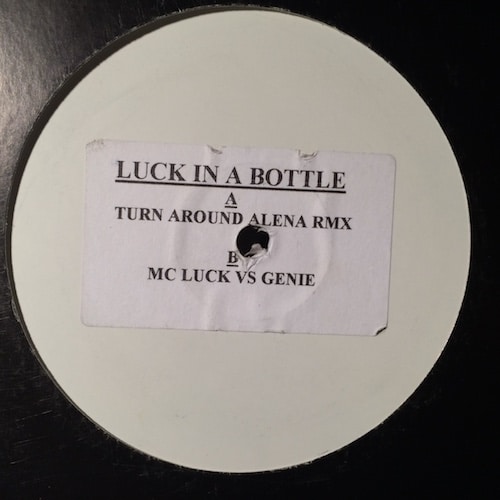 LUCK IN A BOTTLE
A
TURN AROUND ALENA RMX
B
MC LUCK VS GENIE